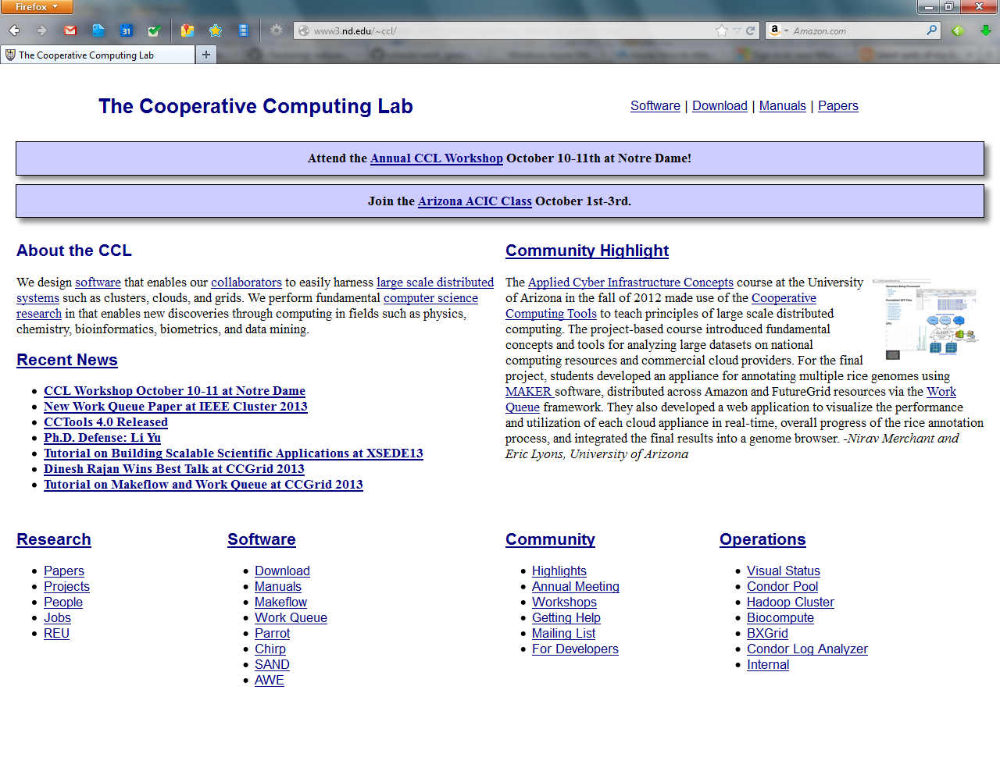 Firefox
www3.nd.edu/~ccl/
Amazon.com
The Cooperative Computing Lab
The Cooperative Computing Lab
Software | Download | Manuals | Papers
Attend the Annual CCL Workshop October 10-11th at Notre Dame!
Join the Arizona ACIC Class October 1st-3rd.
About the CCL
We design software that enables our collaborators to easily harness large scale distributed
systems such as clusters, clouds, and grids. We perform fundamental computer science
research in that enables new discoveries through computing in fields such as physics,
chemistry, bioinformatics, biometrics, and data mining.
Recent News
CCL Workshop October 10-11 at Notre Dame
New Work Queue Paper at IEEE Cluster 2013
CCTools 4.0 Released
Ph.D. Defense: Li Yu
Tutorial on Building Scalable Scientific Applications at XSEDE13
Dinesh Rajan Wins Best Talk at CCGrid 2013
Tutorial on Makeflow and Work Queue at CCGrid 2013
Community Highlight
The Applied Cyber Infrastructure Concepts course at the University
of Arizona in the fall of 2012 made use of the Cooperative
Computing Tools to teach principles of large scale distributed
computing. The project-based course introduced fundamental
concepts and tools for analyzing large datasets on national
computing resources and commercial cloud providers. For the final
project, students developed an appliance for annotating multiple rice genomes using
MAKER software, distributed across Amazon and FutureGrid resources via the Work
Queue framework. They also developed a web application to visualize the performance
and utilization of each cloud appliance in real-time, overall progress of the rice annotation
process, and integrated the final results into a genome browser. -Nirav Merchant and
Eric Lyons, University of Arizona
Research
Papers
Projects
People
Jobs
REU
Software
Download
Manuals
Makeflow
Work Queue
Parrot
Chirp
SAND
AWE
Community
Highlights
Annual Meeting
Workshops
Getting Help
Mailing List
For Developers
Operations
Visual Status
Condor Pool
Hadoop Cluster
Biocompute
BXGrid
Condor Log Analyzer
Internal